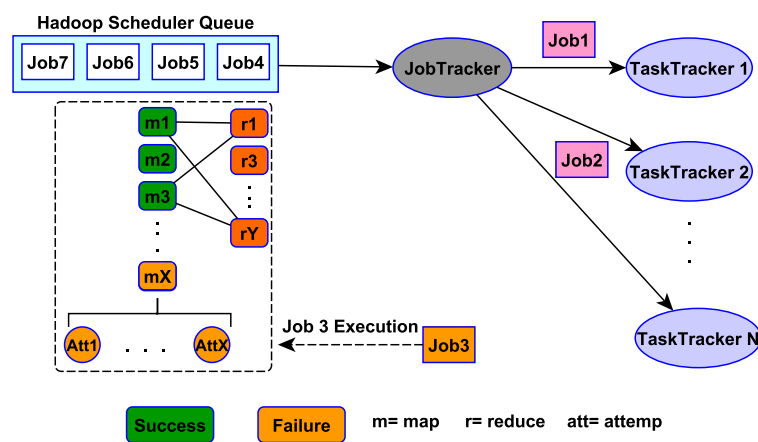 Hadoop Scheduler Queue
Job7 Job6 Job5 Job4
JobTracker
Job1
TaskTracker 1
Job2
TaskTracker 2
TaskTracker N
m1 r1
m2 r3
m3
rY
mX
Att1 . . . AttX
Job 3 Execution
Job3
Success Failure m= map r= reduce att= attemp